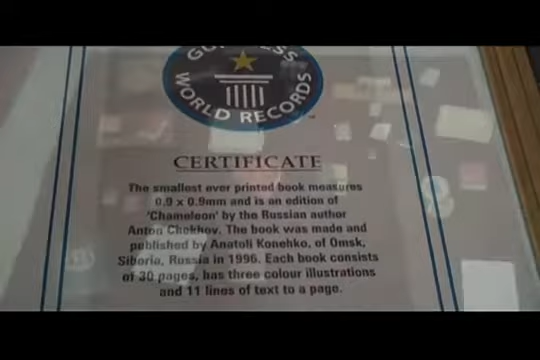 GUINNESS
WORLD RECORDS
™
CERTIFICATE
The smallest ever printed book measures
0.9 x 0.9mm and is an edition of
'Chameleon' by the Russian author
Anton Chekhov. The book was made and
published by Anatoli Konehko, of Omsk,
Siberia, Russia in 1996. Each book consists
of 30 pages, has three colour illustrations
and 11 lines of text to a page.